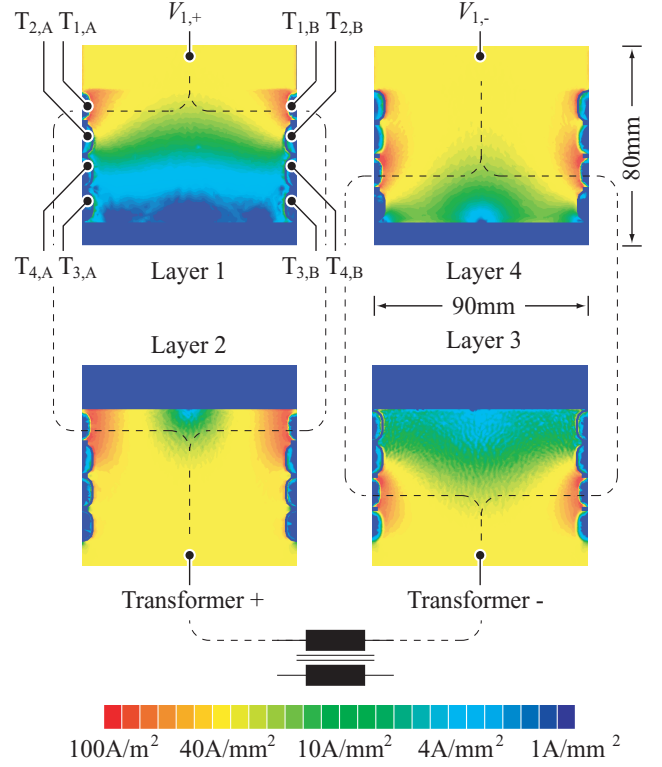 T2,A T1,A V1,+ T1,B T2,B V1,-
80mm
T4,A T3,A T3,B T4,B
Layer 1 Layer 4
90mm
Layer 2 Layer 3
Transformer + Transformer -
100A/m² 40A/mm² 10A/mm² 4A/mm² 1A/mm²